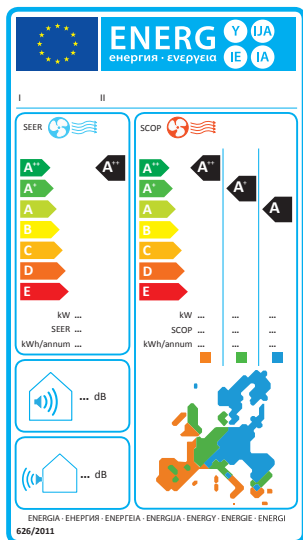 ENERG Y IJA
енергия · ενεργεια IE IA
I II
SEER
A++ A++
A+
A
B
C
D
E
kW ...
SEER ...
kWh/annum ...
SCOP
A++ A++
A+ A+
A A
B
C
D
E
kW ... ... ...
SCOP ... ... ...
kWh/annum ... ... ...
... dB
... dB
ENERGIA · ЕНЕРГИЯ · ΕΝΕΡΓΕΙΑ · ENERGIJA · ENERGY · ENERGIE · ENERGI
626/2011